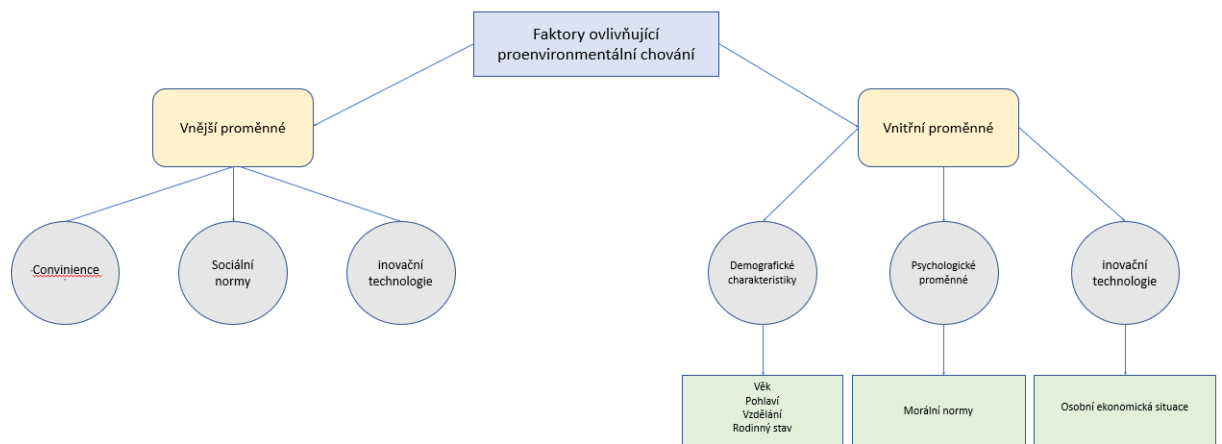 Faktory ovlivňující
proenvironmentální chování
Vnější proměnné
Vnitřní proměnné
Convinience
Sociální
normy
inovační
technologie
Demografické
charakteristiky
Psychologické
proměnné
inovační
technologie
Věk
Pohlaví
Vzdělání
Rodinný stav
Morální normy
Osobní ekonomická situace